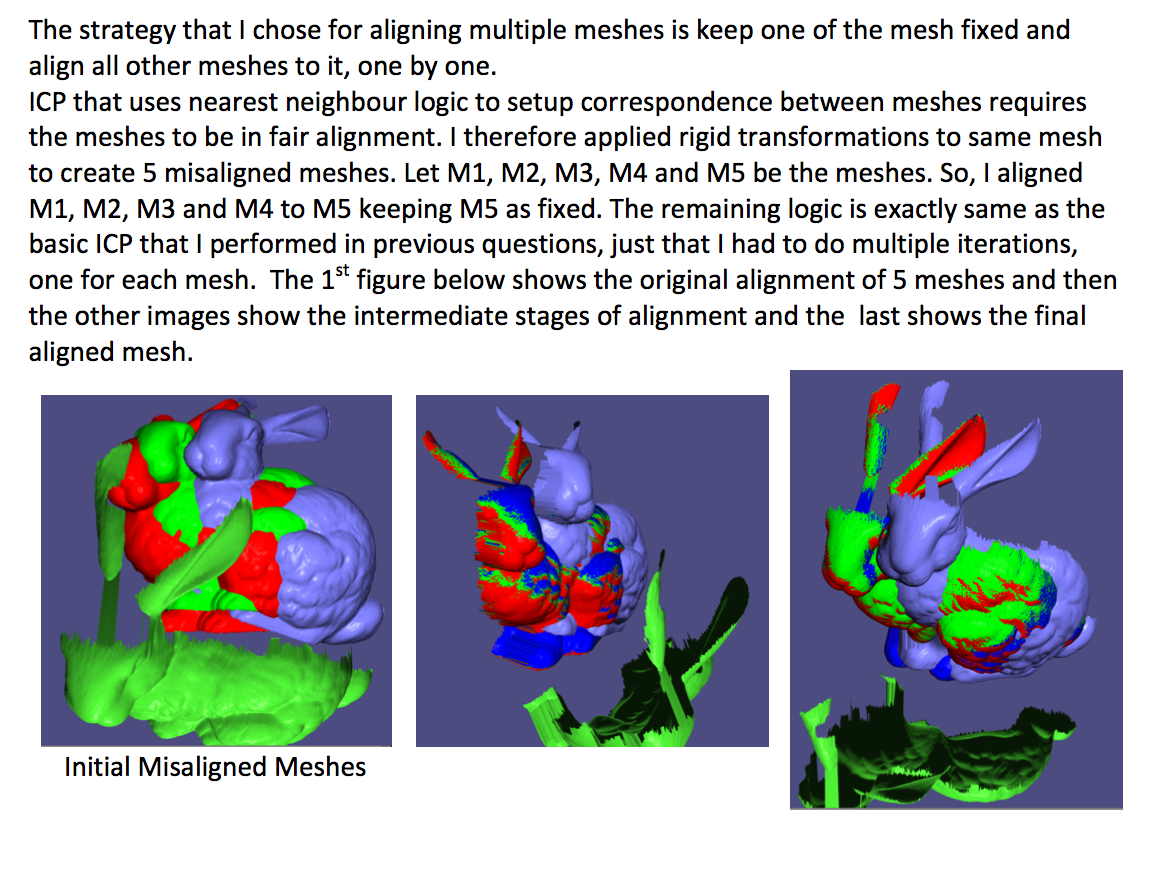 The strategy that I chose for aligning multiple meshes is keep one of the mesh fixed and
align all other meshes to it, one by one.
ICP that uses nearest neighbour logic to setup correspondence between meshes requires
the meshes to be in fair alignment. I therefore applied rigid transformations to same mesh
to create 5 misaligned meshes. Let M1, M2, M3, M4 and M5 be the meshes. So, I aligned
M1, M2, M3 and M4 to M5 keeping M5 as fixed. The remaining logic is exactly same as the
basic ICP that I performed in previous questions, just that I had to do multiple iterations,
one for each mesh.  The 1st figure below shows the original alignment of 5 meshes and then
the other images show the intermediate stages of alignment and the  last shows the final
aligned mesh.
Initial Misaligned Meshes